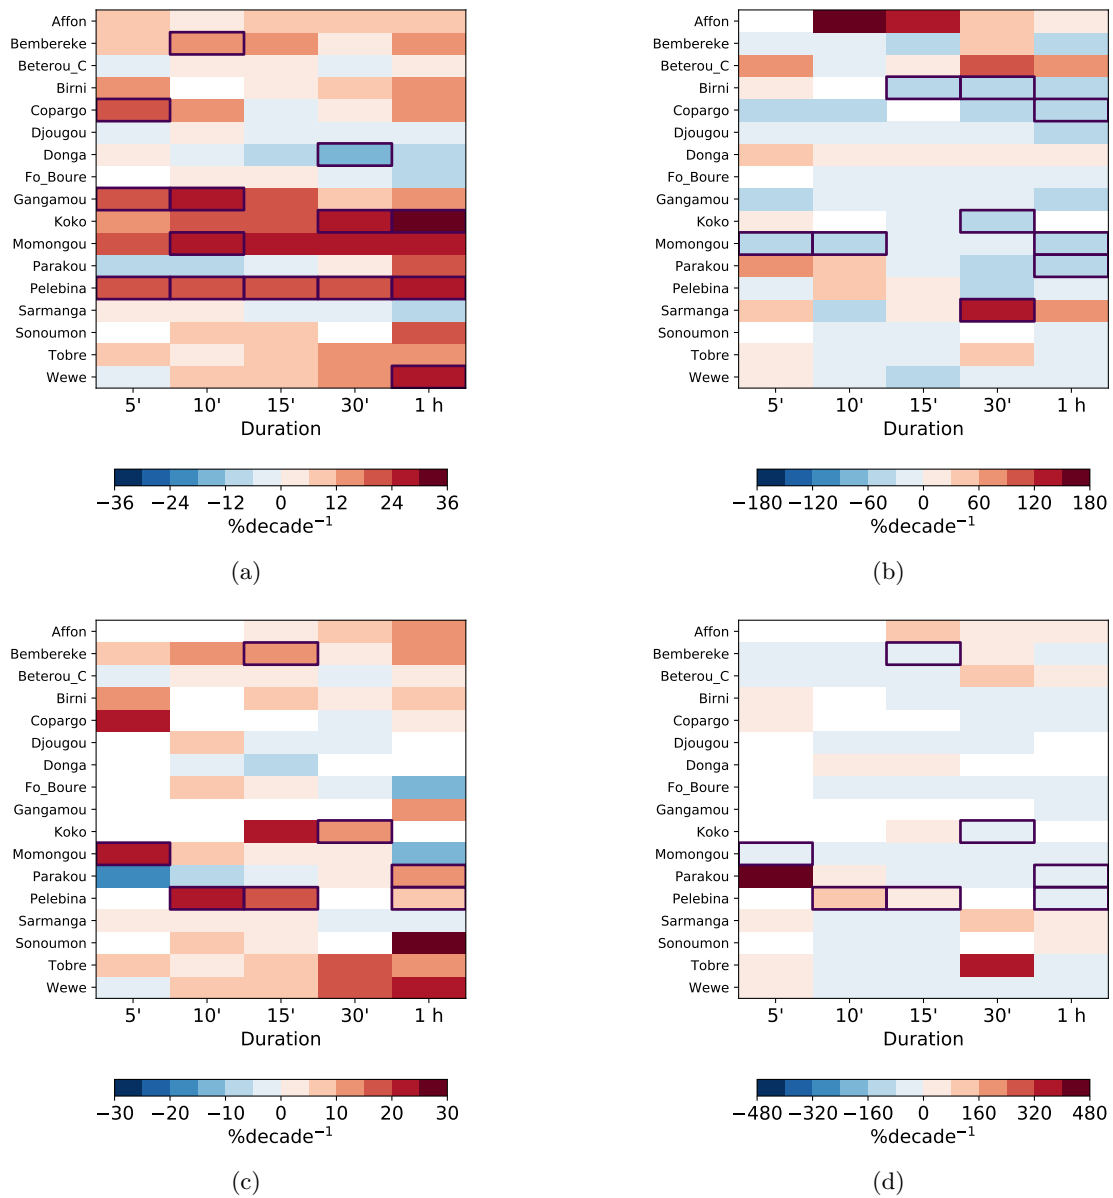 Affon
Bembereke
Beterou_C
Birni
Copargo
Djougou
Donga
Fo_Boure
Gangamou
Koko
Momongou
Parakou
Pelebina
Sarmanga
Sonoumon
Tobre
Wewe
5' 10' 15' 30' 1 h
Duration
−36 −24 −12 0 12 24 36
%decade⁻¹
(a)
Affon
Bembereke
Beterou_C
Birni
Copargo
Djougou
Donga
Fo_Boure
Gangamou
Koko
Momongou
Parakou
Pelebina
Sarmanga
Sonoumon
Tobre
Wewe
5' 10' 15' 30' 1 h
Duration
−180 −120 −60 0 60 120 180
%decade⁻¹
(b)
Affon
Bembereke
Beterou_C
Birni
Copargo
Djougou
Donga
Fo_Boure
Gangamou
Koko
Momongou
Parakou
Pelebina
Sarmanga
Sonoumon
Tobre
Wewe
5' 10' 15' 30' 1 h
Duration
−30 −20 −10 0 10 20 30
%decade⁻¹
(c)
Affon
Bembereke
Beterou_C
Birni
Copargo
Djougou
Donga
Fo_Boure
Gangamou
Koko
Momongou
Parakou
Pelebina
Sarmanga
Sonoumon
Tobre
Wewe
5' 10' 15' 30' 1 h
Duration
−480 −320 −160 0 160 320 480
%decade⁻¹
(d)